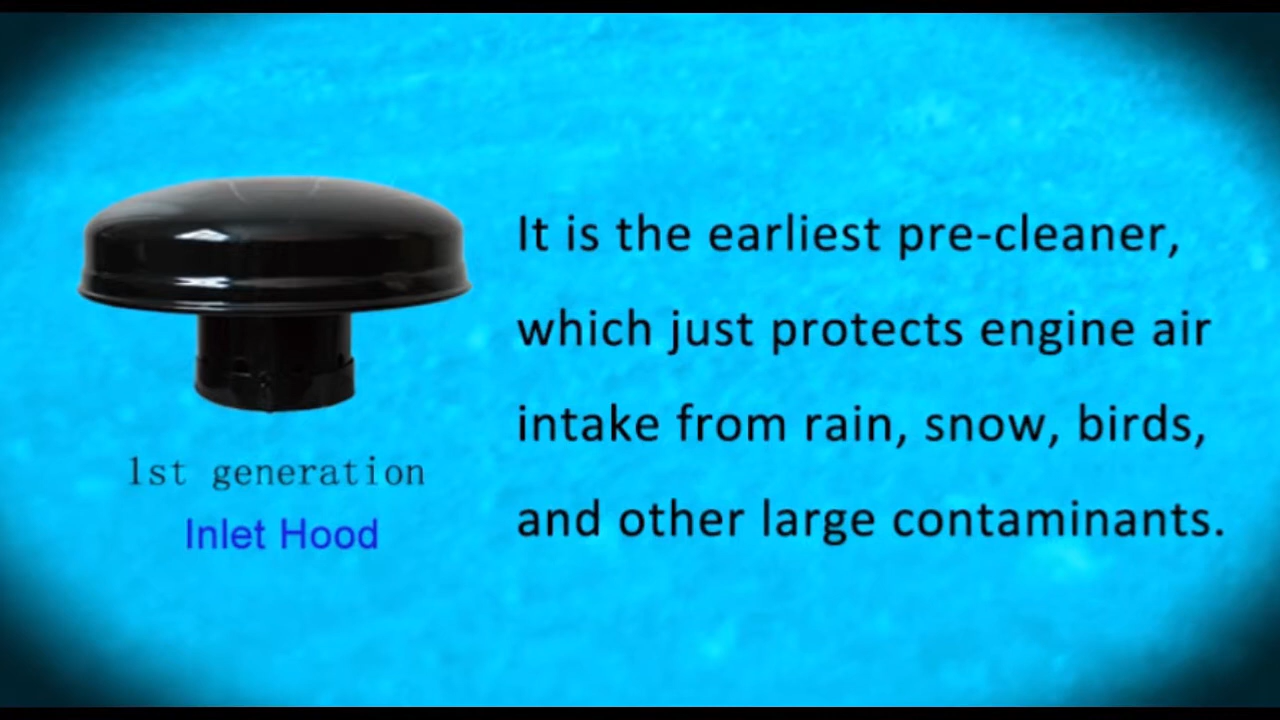 It is the earliest pre-cleaner,
which just protects engine air
intake from rain, snow, birds,
and other large contaminants.
1st generation
Inlet Hood